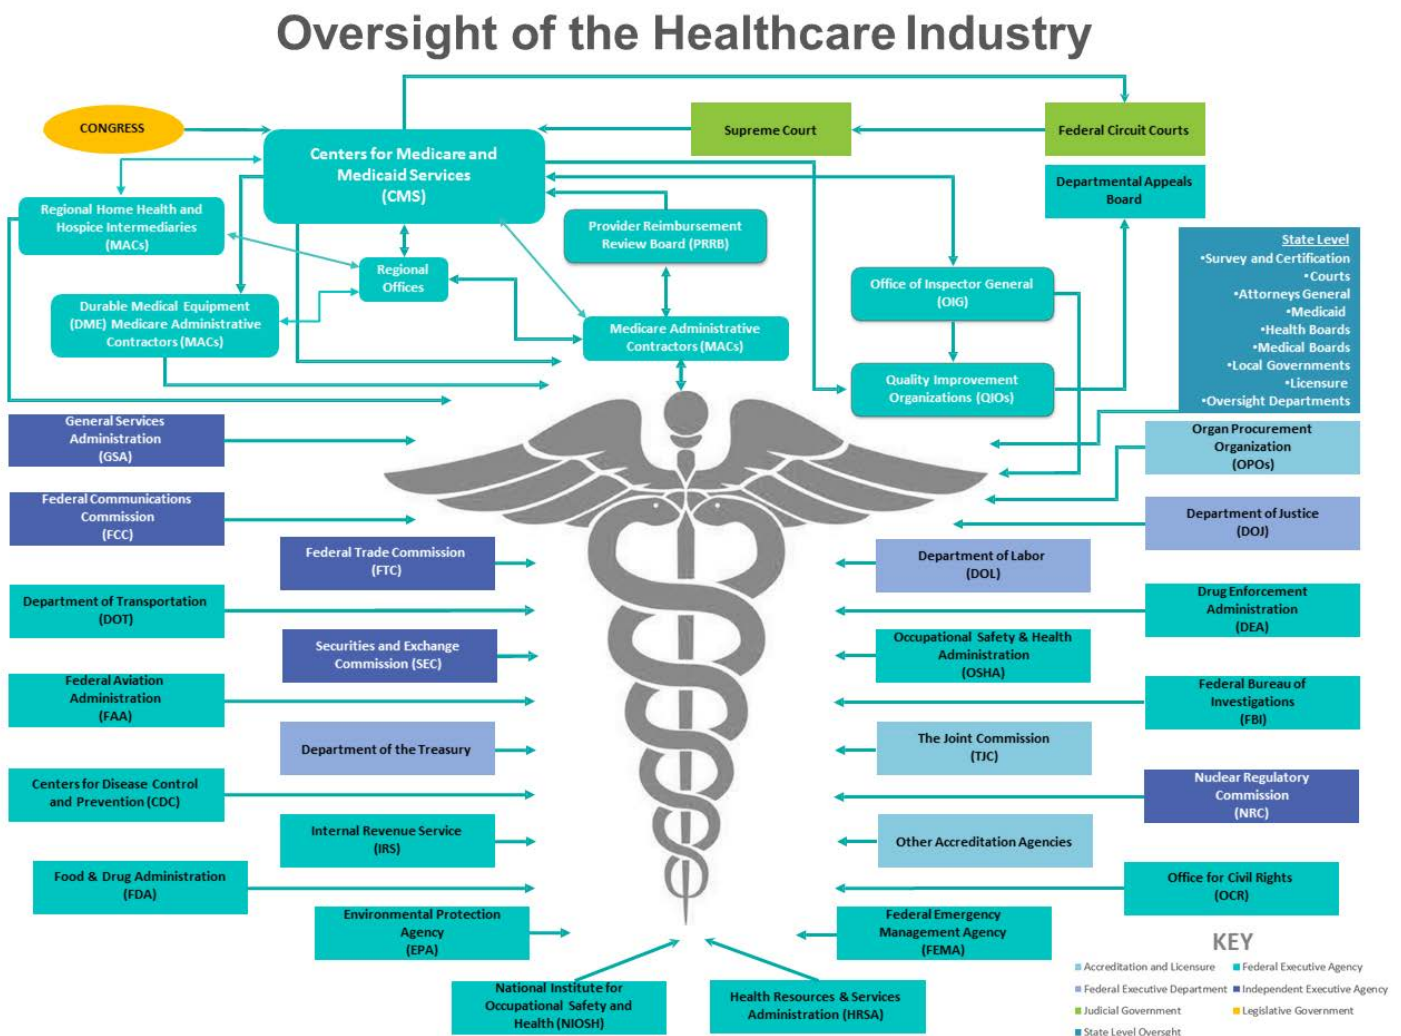 Oversight of the Healthcare Industry
CONGRESS
Supreme Court
Federal Circuit Courts
Centers for Medicare and
Medicaid Services
(CMS)
Departmental Appeals
Board
Regional Home Health and
Hospice Intermediaries
(MACs)
Provider Reimbursement
Review Board (PRRB)
State Level
•Survey and Certification
•Courts
•Attorneys General
•Medicaid
•Health Boards
•Medical Boards
•Local Governments
•Licensure
•Oversight Departments
Regional
Offices
Office of Inspector General
(OIG)
Durable Medical Equipment
(DME) Medicare Administrative
Contractors (MACs)
Medicare Administrative
Contractors (MACs)
Quality Improvement
Organizations (QIOs)
General Services
Administration
(GSA)
Organ Procurement
Organization
(OPOs)
Federal Communications
Commission
(FCC)
Department of Justice
(DOJ)
Federal Trade Commission
(FTC)
Department of Labor
(DOL)
Department of Transportation
(DOT)
Drug Enforcement
Administration
(DEA)
Securities and Exchange
Commission (SEC)
Occupational Safety & Health
Administration
(OSHA)
Federal Aviation
Administration
(FAA)
Federal Bureau of
Investigations
(FBI)
Department of the Treasury
The Joint Commission
(TJC)
Centers for Disease Control
and Prevention (CDC)
Nuclear Regulatory
Commission
(NRC)
Internal Revenue Service
(IRS)
Other Accreditation Agencies
Food & Drug Administration
(FDA)
Office for Civil Rights
(OCR)
Environmental Protection
Agency
(EPA)
Federal Emergency
Management Agency
(FEMA)
National Institute for
Occupational Safety and
Health (NIOSH)
Health Resources & Services
Administration (HRSA)
KEY
Accreditation and Licensure
Federal Executive Agency
Federal Executive Department
Independent Executive Agency
Judicial Government
Legislative Government
State Level Oversght